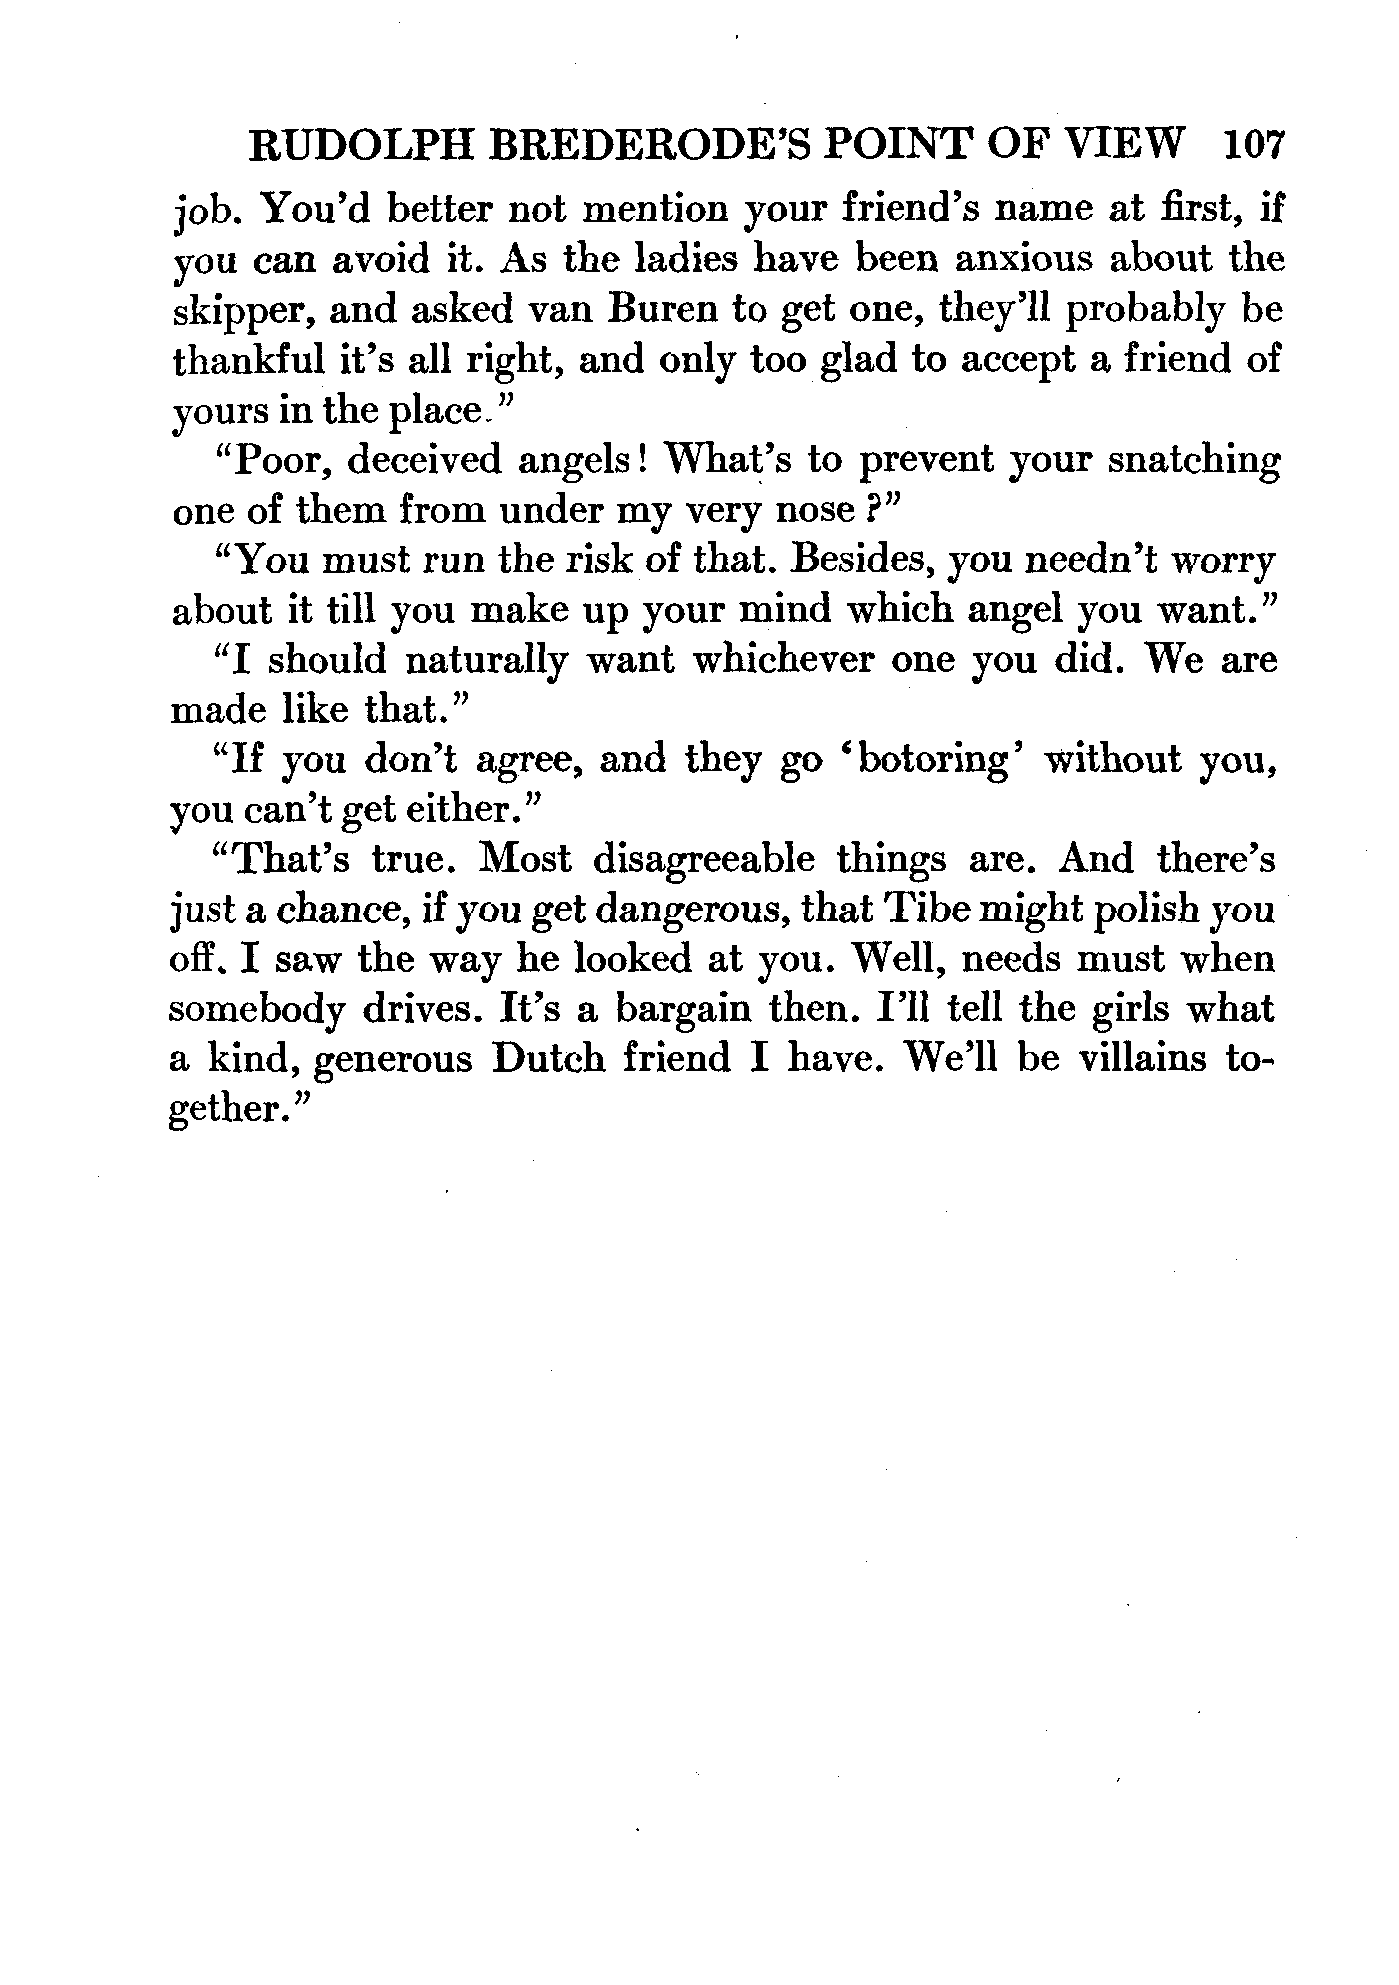 RUDOLPH BREDERODE'S POINT OF VIEW 107
job. You'd better not mention your friend's name at first, if
you can avoid it. As the ladies have been anxious about the
skipper, and asked van Buren to get one, they'll probably be
thankful it's all right, and only too glad to accept a friend of
yours in the place."
"Poor, deceived angels! What's to prevent your snatching
one of them from under my very nose?"
"You must run the risk of that. Besides, you needn't worry
about it till you make up your mind which angel you want."
"I should naturally want whichever one you did. We are
made like that."
"If you don't agree, and they go 'botoring' without you,
you can't get either."
"That's true. Most disagreeable things are. And there's
just a chance, if you get dangerous, that Tibe might polish you
off. I saw the way he looked at you. Well, needs must when
somebody drives. It's a bargain then. I'll tell the girls what
a kind, generous Dutch friend I have. We'll be villains to-
gether."